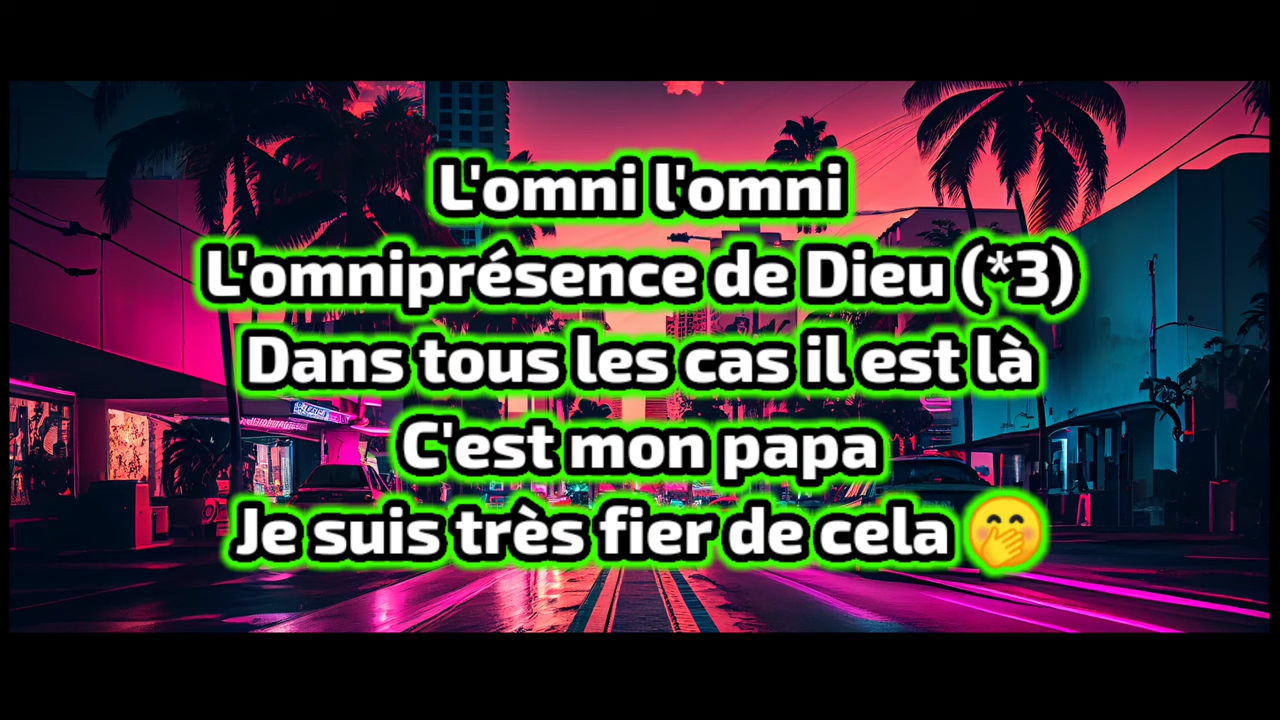 L'omni l'omni
L'omniprésence de Dieu (*3)
Dans tous les cas il est là
C'est mon papa
Je suis très fier de cela 🤭